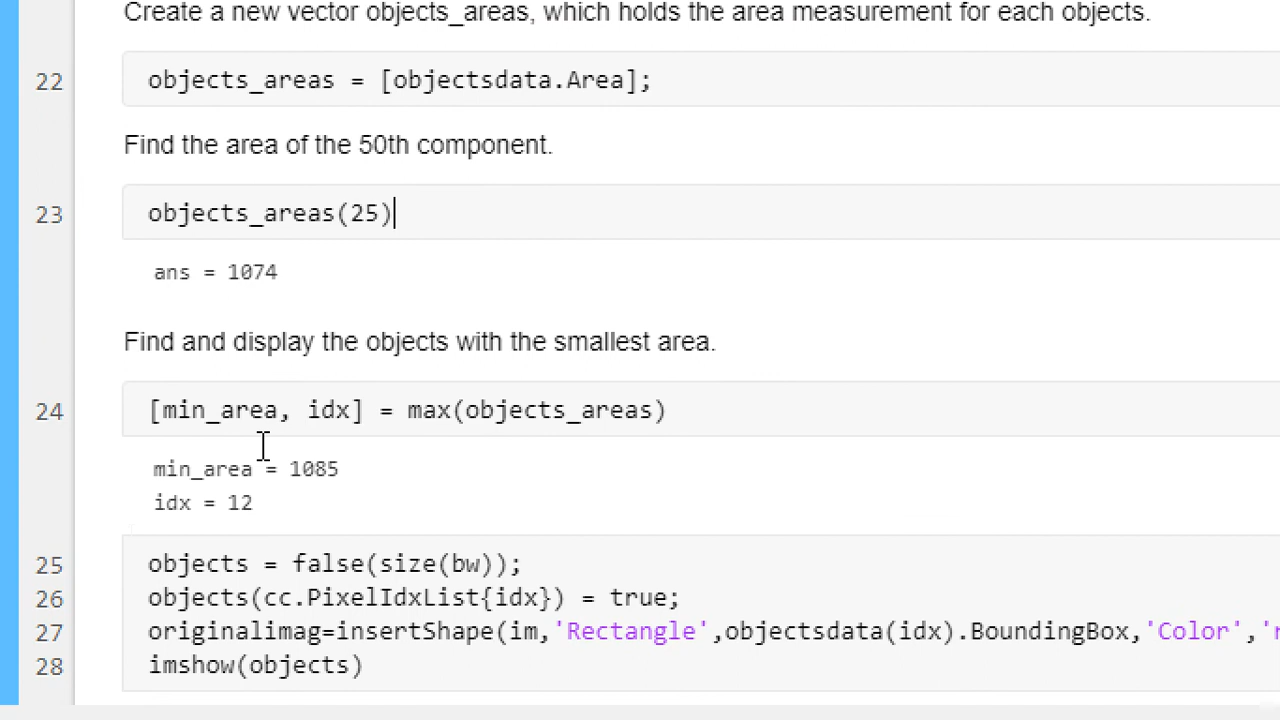 Create a new vector objects_areas, which holds the area measurement for each objects.
22 objects_areas = [objectsdata.Area];
Find the area of the 50th component.
23 objects_areas(25)
ans = 1074
Find and display the objects with the smallest area.
24 [min_area, idx] = max(objects_areas)
min_area = 1085
idx = 12
25 objects = false(size(bw));
26 objects(cc.PixelIdxList{idx}) = true;
27 originalimag=insertShape(im,'Rectangle',objectsdata(idx).BoundingBox,'Color','
28 imshow(objects)